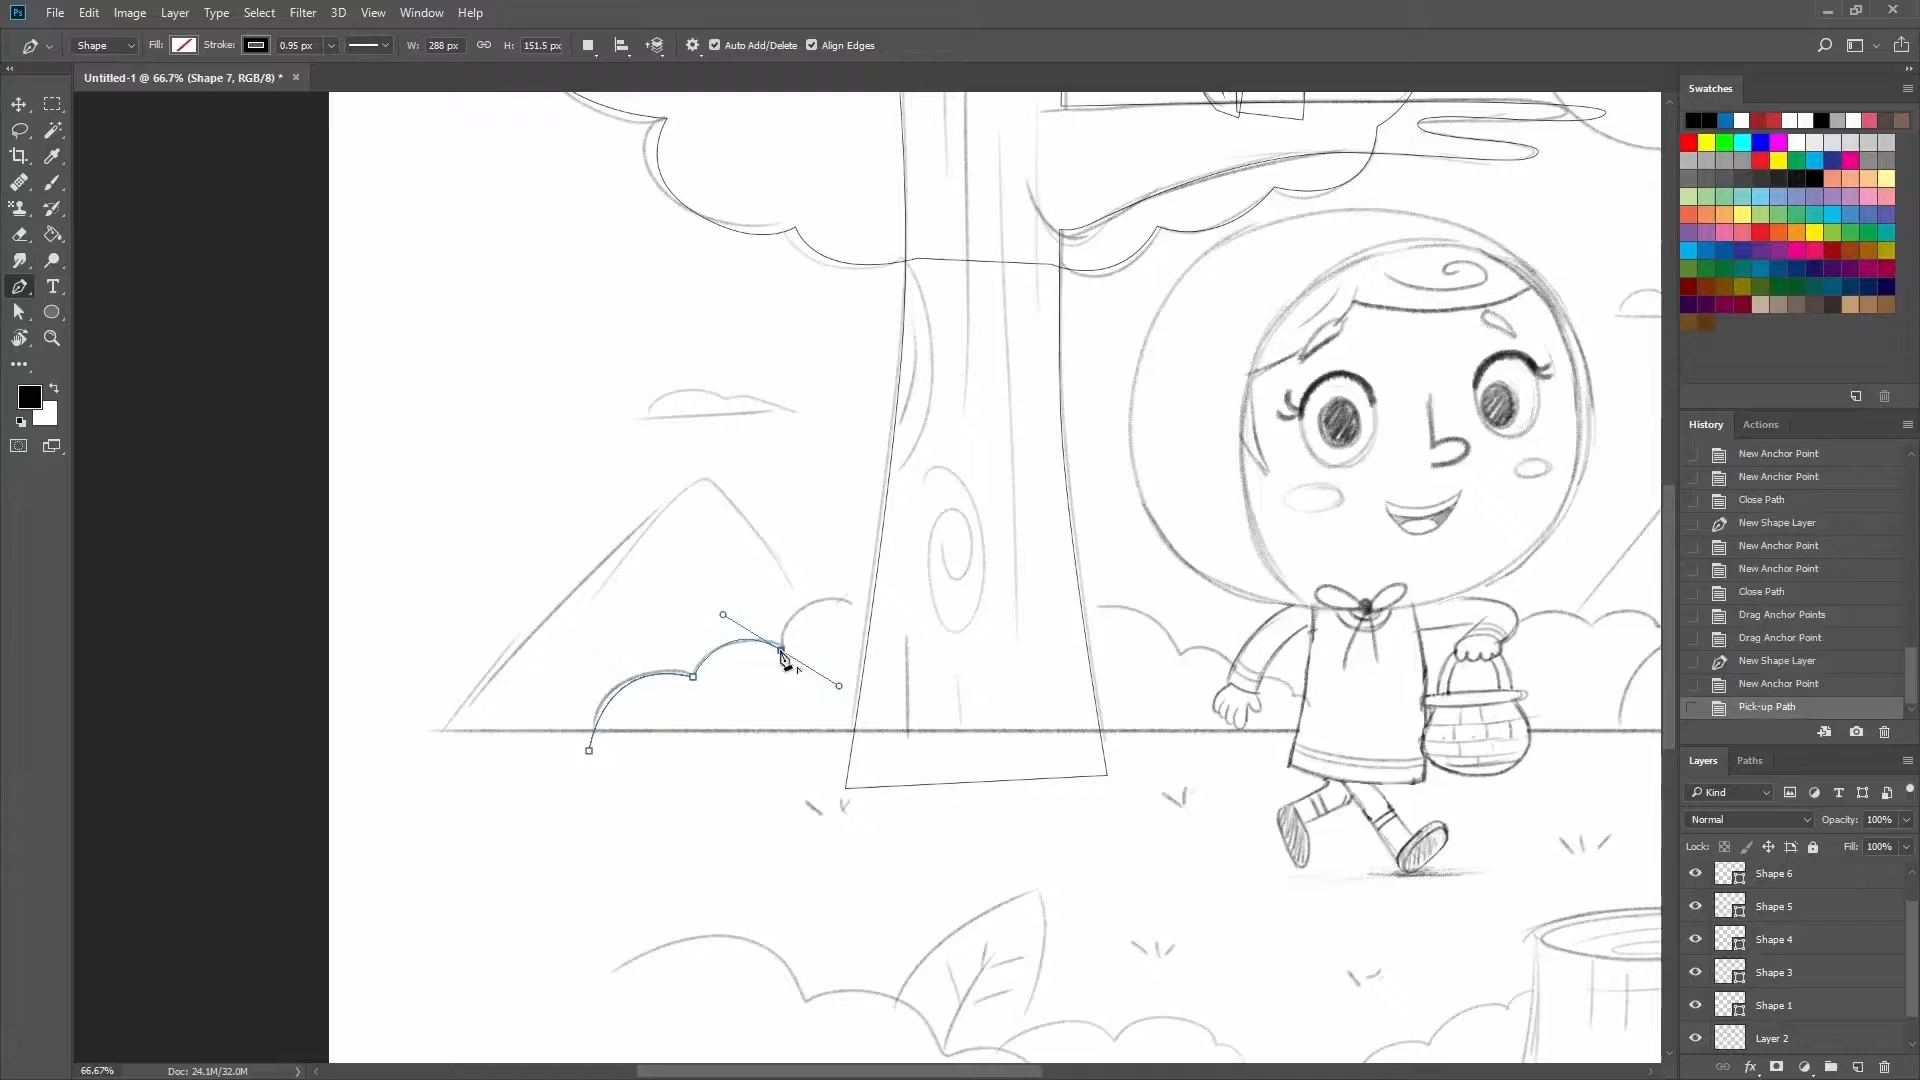 Ps File Edit Image Layer Type Select Filter 3D View Window Help
Shape Fill: Stroke: 0.95 px W: 288 px H: 151.5 px Auto Add/Delete Align Edges
Untitled-1 @ 66.7% (Shape 7, RGB/8) *
Swatches
History Actions
New Anchor Point
New Anchor Point
Close Path
New Shape Layer
New Anchor Point
New Anchor Point
Close Path
Drag Anchor Points
Drag Anchor Point
New Shape Layer
New Anchor Point
Pick-up Path
Layers Paths
Kind
Normal Opacity: 100%
Lock: Fill: 100%
Shape 6
Shape 5
Shape 4
Shape 3
Shape 1
Layer 2
66.67% Doc: 24.1M/32.0M